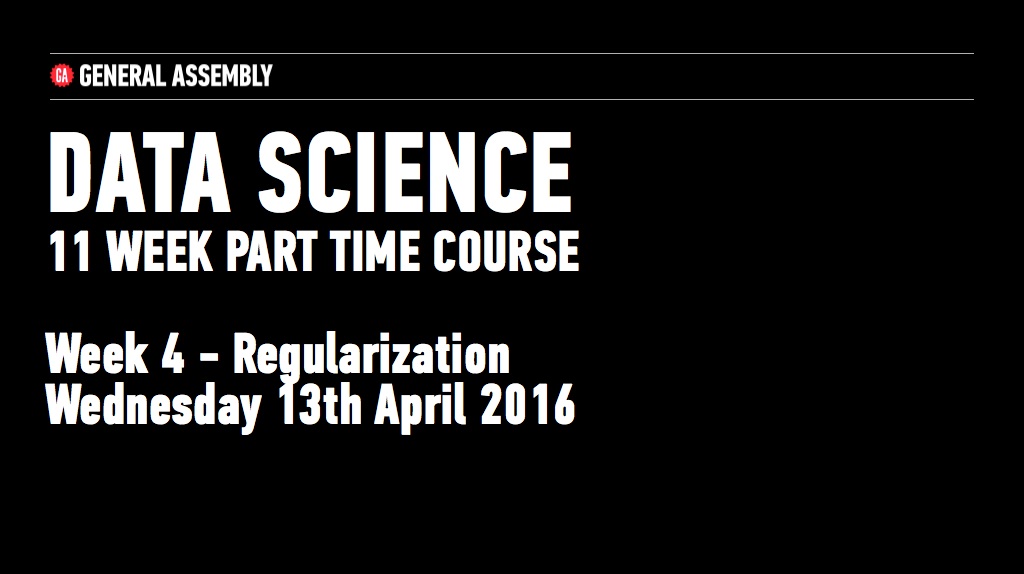 GA GENERAL ASSEMBLY
DATA SCIENCE
11 WEEK PART TIME COURSE
Week 4 – Regularization
Wednesday 13th April 2016